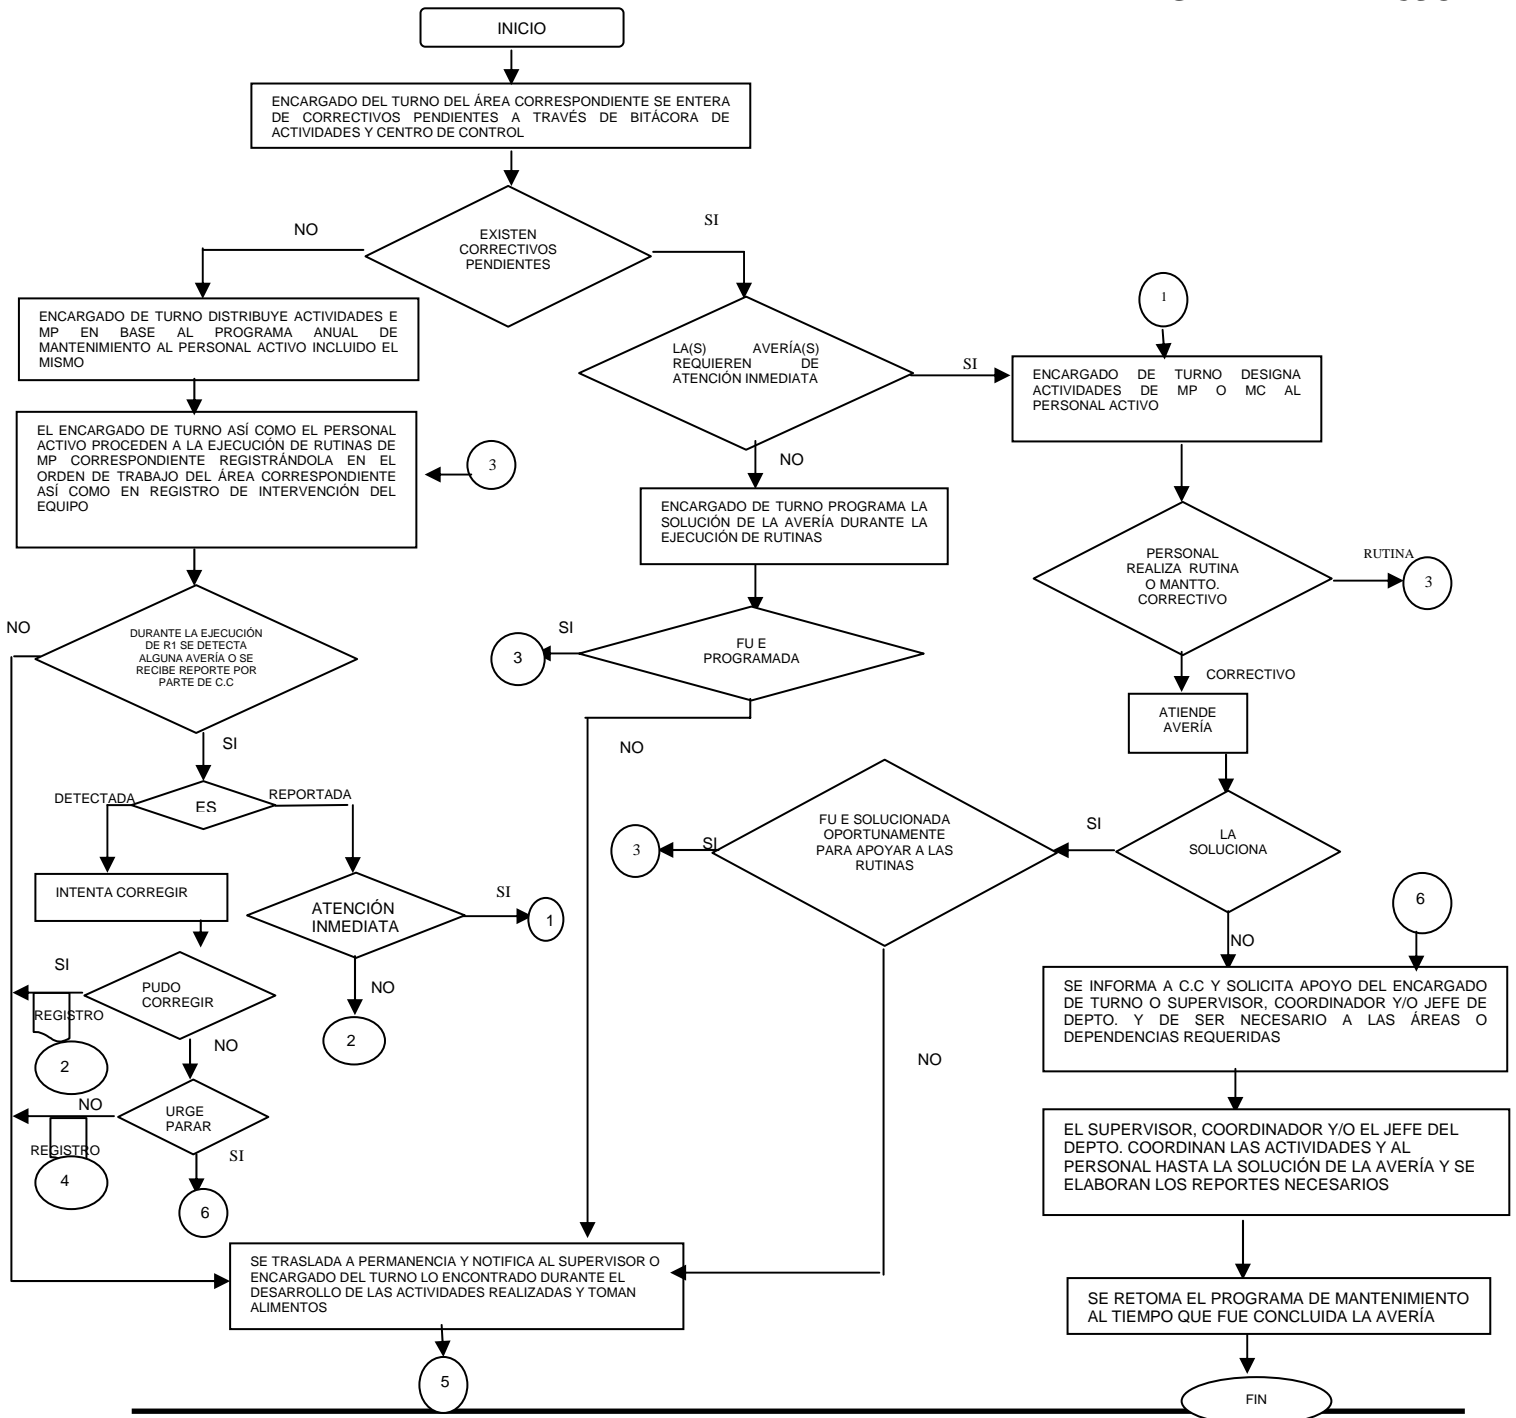 INICIO
ENCARGADO DEL TURNO DEL ÁREA CORRESPONDIENTE SE ENTERA
DE CORRECTIVOS PENDIENTES A TRAVÉS DE BITÁCORA DE
ACTIVIDADES Y CENTRO DE CONTROL
NO
SI
EXISTEN
CORRECTIVOS
PENDIENTES
1
ENCARGADO DE TURNO DISTRIBUYE ACTIVIDADES E
MP EN BASE AL PROGRAMA ANUAL DE
MANTENIMIENTO AL PERSONAL ACTIVO INCLUIDO EL
MISMO
LA(S) AVERÍA(S)
REQUIEREN DE
ATENCIÓN INMEDIATA
SI
ENCARGADO DE TURNO DESIGNA
ACTIVIDADES DE MP O MC AL
PERSONAL ACTIVO
EL ENCARGADO DE TURNO ASÍ COMO EL PERSONAL
ACTIVO PROCEDEN A LA EJECUCIÓN DE RUTINAS DE
MP CORRESPONDIENTE REGISTRÁNDOLA EN EL
ORDEN DE TRABAJO DEL ÁREA CORRESPONDIENTE
ASÍ COMO EN REGISTRO DE INTERVENCIÓN DEL
EQUIPO
3
NO
ENCARGADO DE TURNO PROGRAMA LA
SOLUCIÓN DE LA AVERÍA DURANTE LA
EJECUCIÓN DE RUTINAS
PERSONAL
REALIZA RUTINA
O MANTTO.
CORRECTIVO
RUTINA
3
NO
DURANTE LA EJECUCIÓN
DE R1 SE DETECTA
ALGUNA AVERÍA O SE
RECIBE REPORTE POR
PARTE DE C.C
SI
3
FU E
PROGRAMADA
CORRECTIVO
ATIENDE
AVERÍA
SI
NO
DETECTADA
ES
REPORTADA
FU E SOLUCIONADA
OPORTUNAMENTE
PARA APOYAR A LAS
RUTINAS
SI
3
SI
LA
SOLUCIONA
INTENTA CORREGIR
ATENCIÓN
INMEDIATA
SI
1
6
NO
SI
PUDO
CORREGIR
NO
REGISTRO
2
NO
2
SE INFORMA A C.C Y SOLICITA APOYO DEL ENCARGADO
DE TURNO O SUPERVISOR, COORDINADOR Y/O JEFE DE
DEPTO. Y DE SER NECESARIO A LAS ÁREAS O
DEPENDENCIAS REQUERIDAS
NO
NO
URGE
PARAR
REGISTRO
SI
4
6
EL SUPERVISOR, COORDINADOR Y/O EL JEFE DEL
DEPTO. COORDINAN LAS ACTIVIDADES Y AL
PERSONAL HASTA LA SOLUCIÓN DE LA AVERÍA Y SE
ELABORAN LOS REPORTES NECESARIOS
SE TRASLADA A PERMANENCIA Y NOTIFICA AL SUPERVISOR O
ENCARGADO DEL TURNO LO ENCONTRADO DURANTE EL
DESARROLLO DE LAS ACTIVIDADES REALIZADAS Y TOMAN
ALIMENTOS
SE RETOMA EL PROGRAMA DE MANTENIMIENTO
AL TIEMPO QUE FUE CONCLUIDA LA AVERÍA
5
FIN